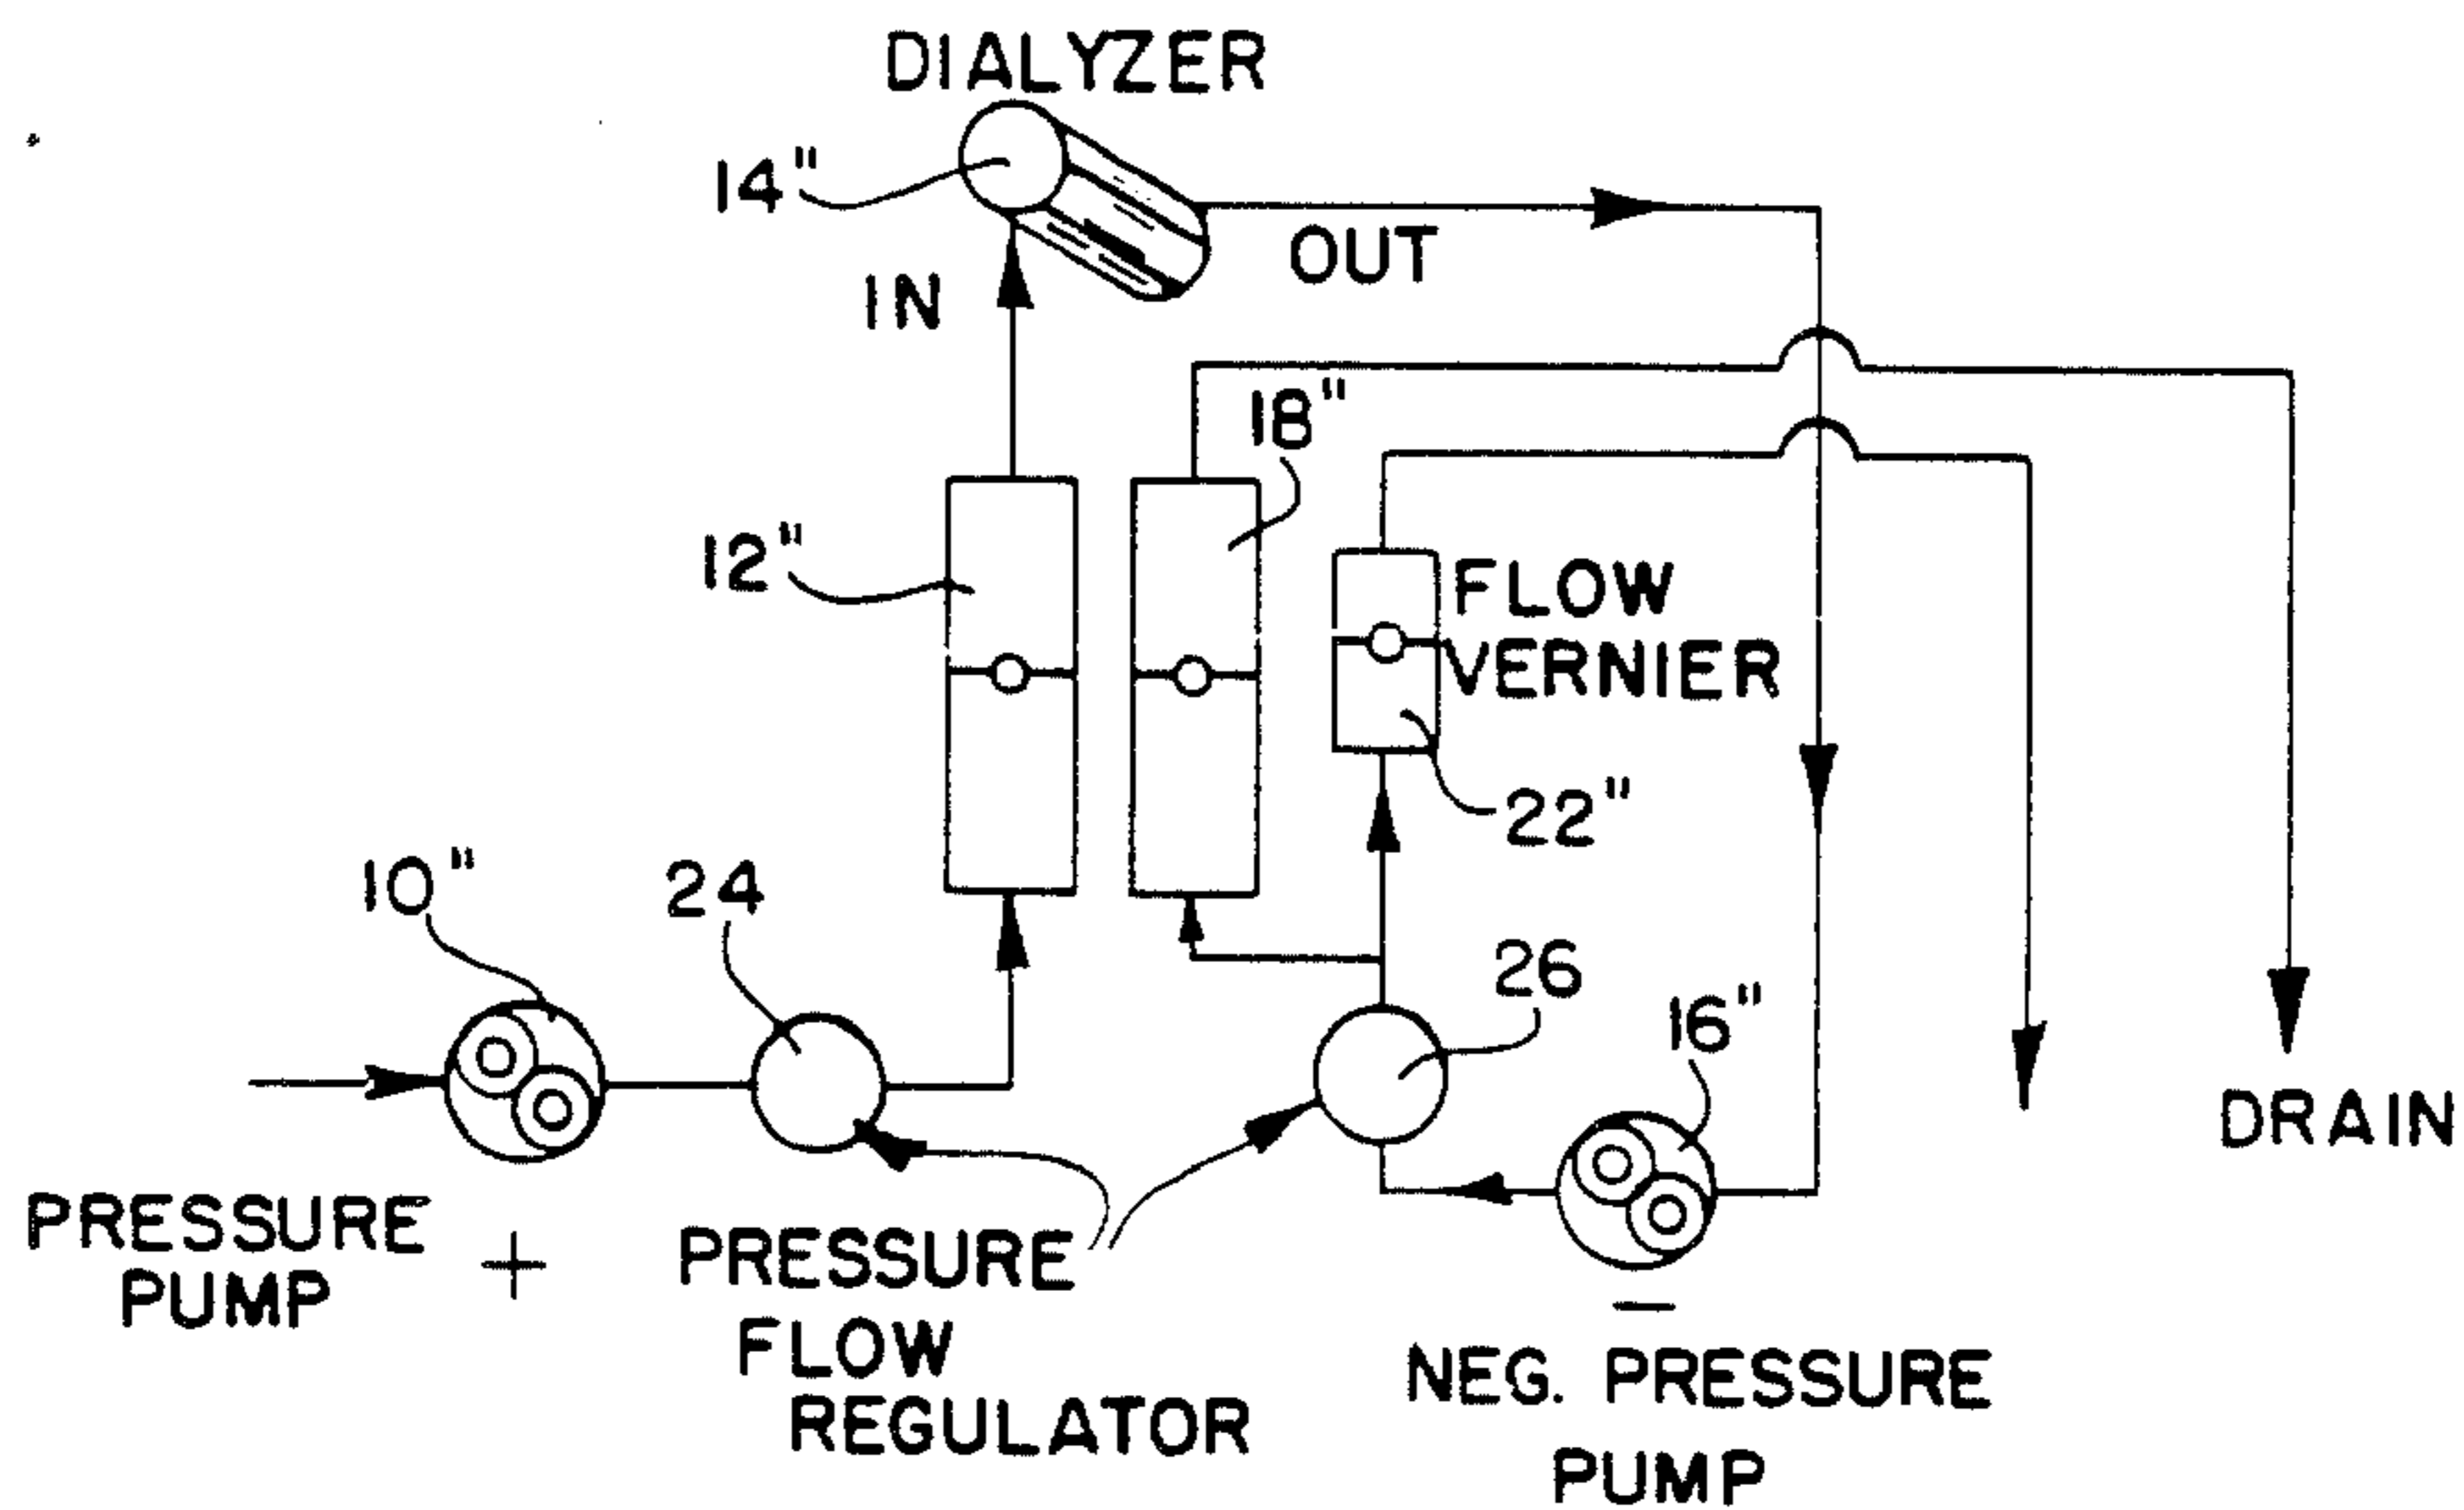 DIALYZER
14"
IN
OUT
18"
12"
FLOW
VERNIER
22"
10"
24
26
16"
DRAIN
PRESSURE
PUMP
+
PRESSURE
FLOW
REGULATOR
−
NEG. PRESSURE
PUMP